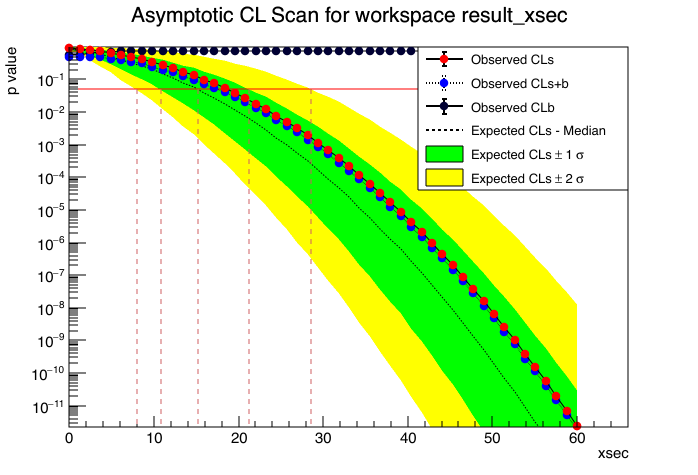 Asymptotic CL Scan for workspace result_xsec
p value
Observed CLs
Observed CLs+b
Observed CLb
Expected CLs - Median
Expected CLs ± 1 σ
Expected CLs ± 2 σ
10⁻¹
10⁻²
10⁻³
10⁻⁴
10⁻⁵
10⁻⁶
10⁻⁷
10⁻⁸
10⁻⁹
10⁻¹⁰
10⁻¹¹
0 10 20 30 40 50 60
xsec